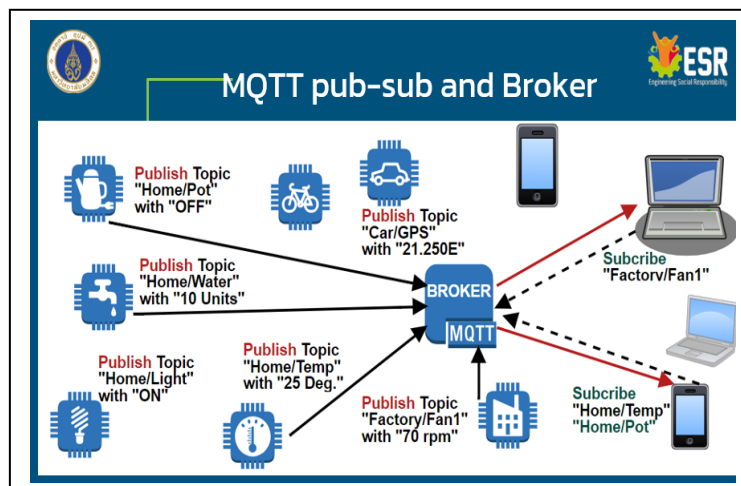 MQTT pub-sub and Broker
ESR
Engineering Social Responsibility
Publish Topic
"Home/Pot"
with "OFF"
Publish Topic
"Car/GPS"
with "21.250E"
Publish Topic
"Home/Water"
with "10 Units"
BROKER
MQTT
Subcribe
"Factory/Fan1"
Publish Topic
"Home/Light"
with "ON"
Publish Topic
"Home/Temp"
with "25 Deg."
Publish Topic
"Factory/Fan1"
with "70 rpm"
Subcribe
"Home/Temp"
"Home/Pot"